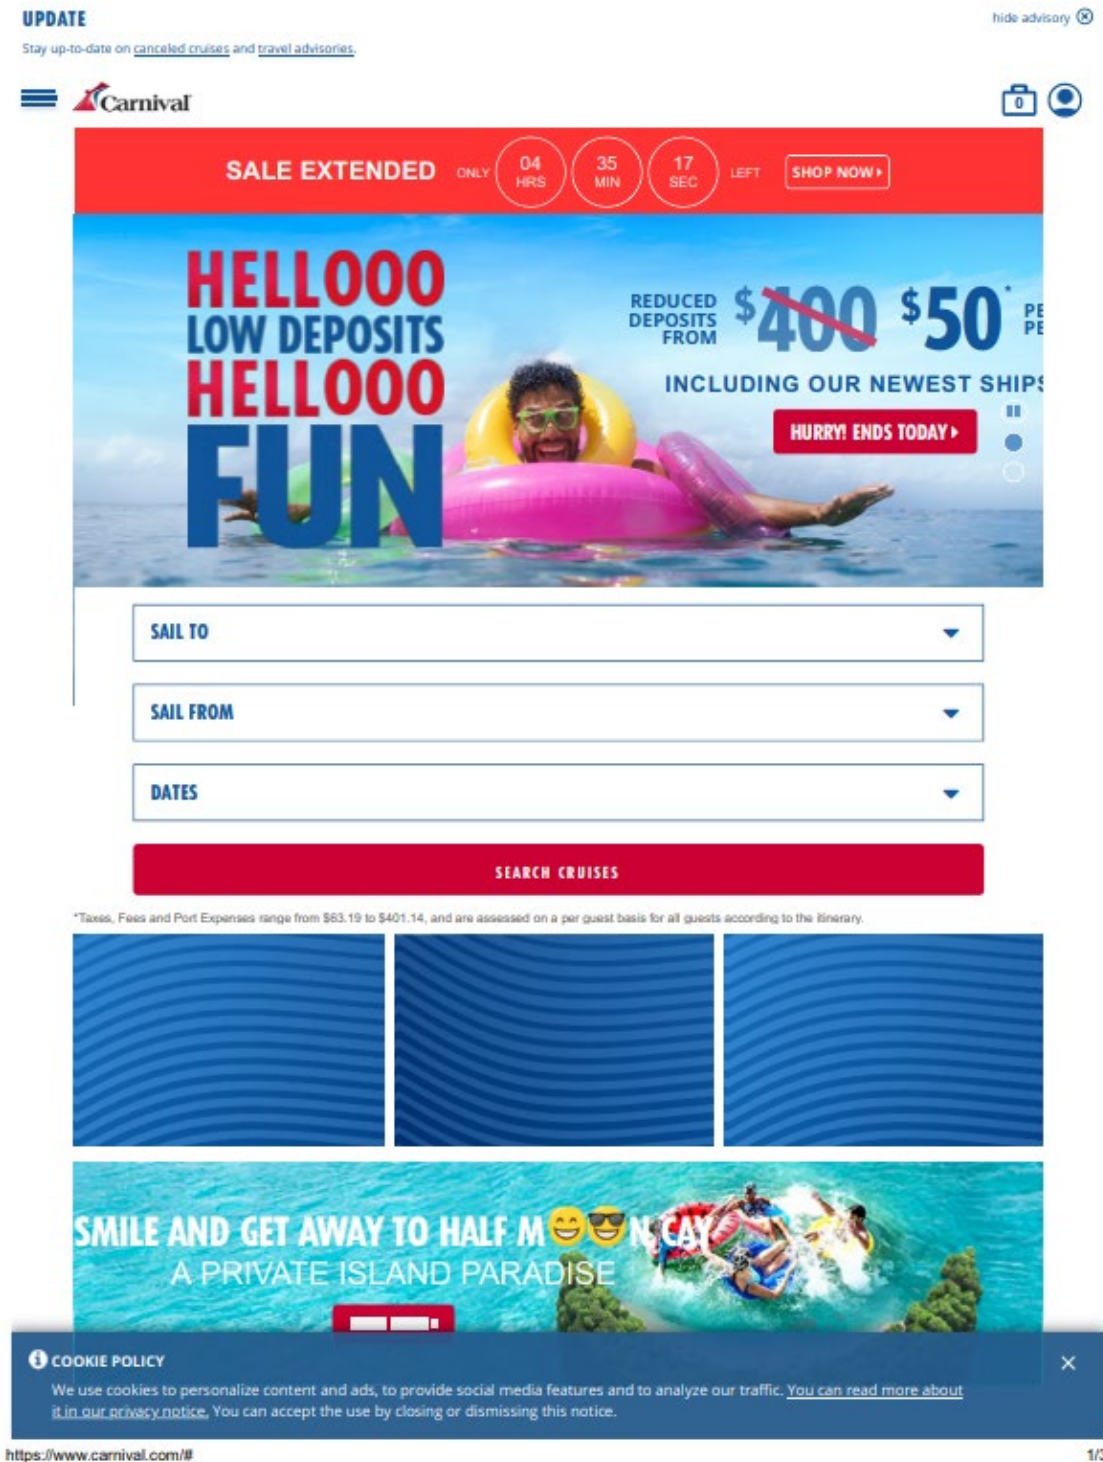 UPDATE
hide advisory
Stay up-to-date on canceled cruises and travel advisories.
Carnival
0
SALE EXTENDED ONLY 04 HRS 35 MIN 17 SEC LEFT SHOP NOW
HELLOOO
LOW DEPOSITS
HELLOOO
FUN
REDUCED
DEPOSITS
FROM
$400 $50*
PE
PE
INCLUDING OUR NEWEST SHIPS
HURRY! ENDS TODAY
SAIL TO
SAIL FROM
DATES
SEARCH CRUISES
*Taxes, Fees and Port Expenses range from $63.19 to $401.14, and are assessed on a per guest basis for all guests according to the itinerary.
SMILE AND GET AWAY TO HALF M😄😎N CAY
A PRIVATE ISLAND PARADISE
COOKIE POLICY
We use cookies to personalize content and ads, to provide social media features and to analyze our traffic. You can read more about
it in our privacy notice. You can accept the use by closing or dismissing this notice.
https://www.carnival.com/#
1/3